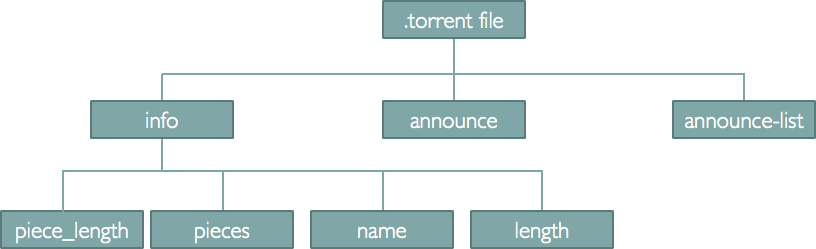 .torrent file
info
announce
announce-list
piece_length
pieces
name
length